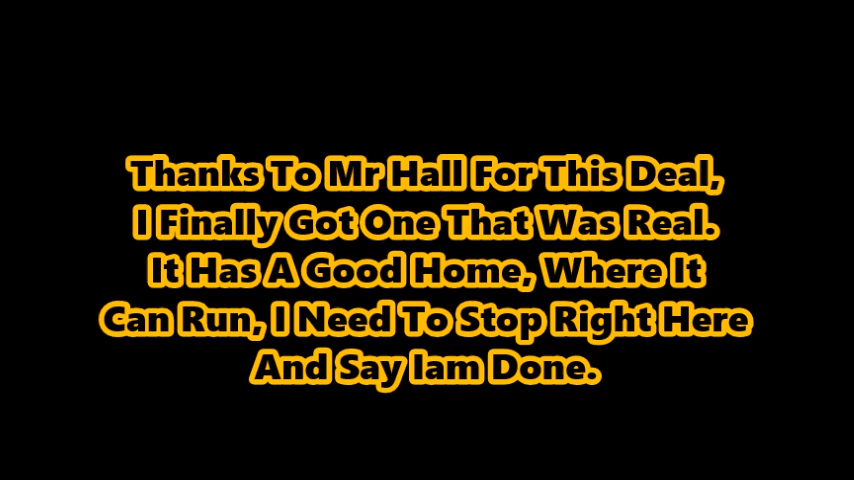 Thanks To Mr Hall For This Deal,
I Finally Got One That Was Real.
It Has A Good Home, Where It
Can Run, I Need To Stop Right Here
And Say Iam Done.